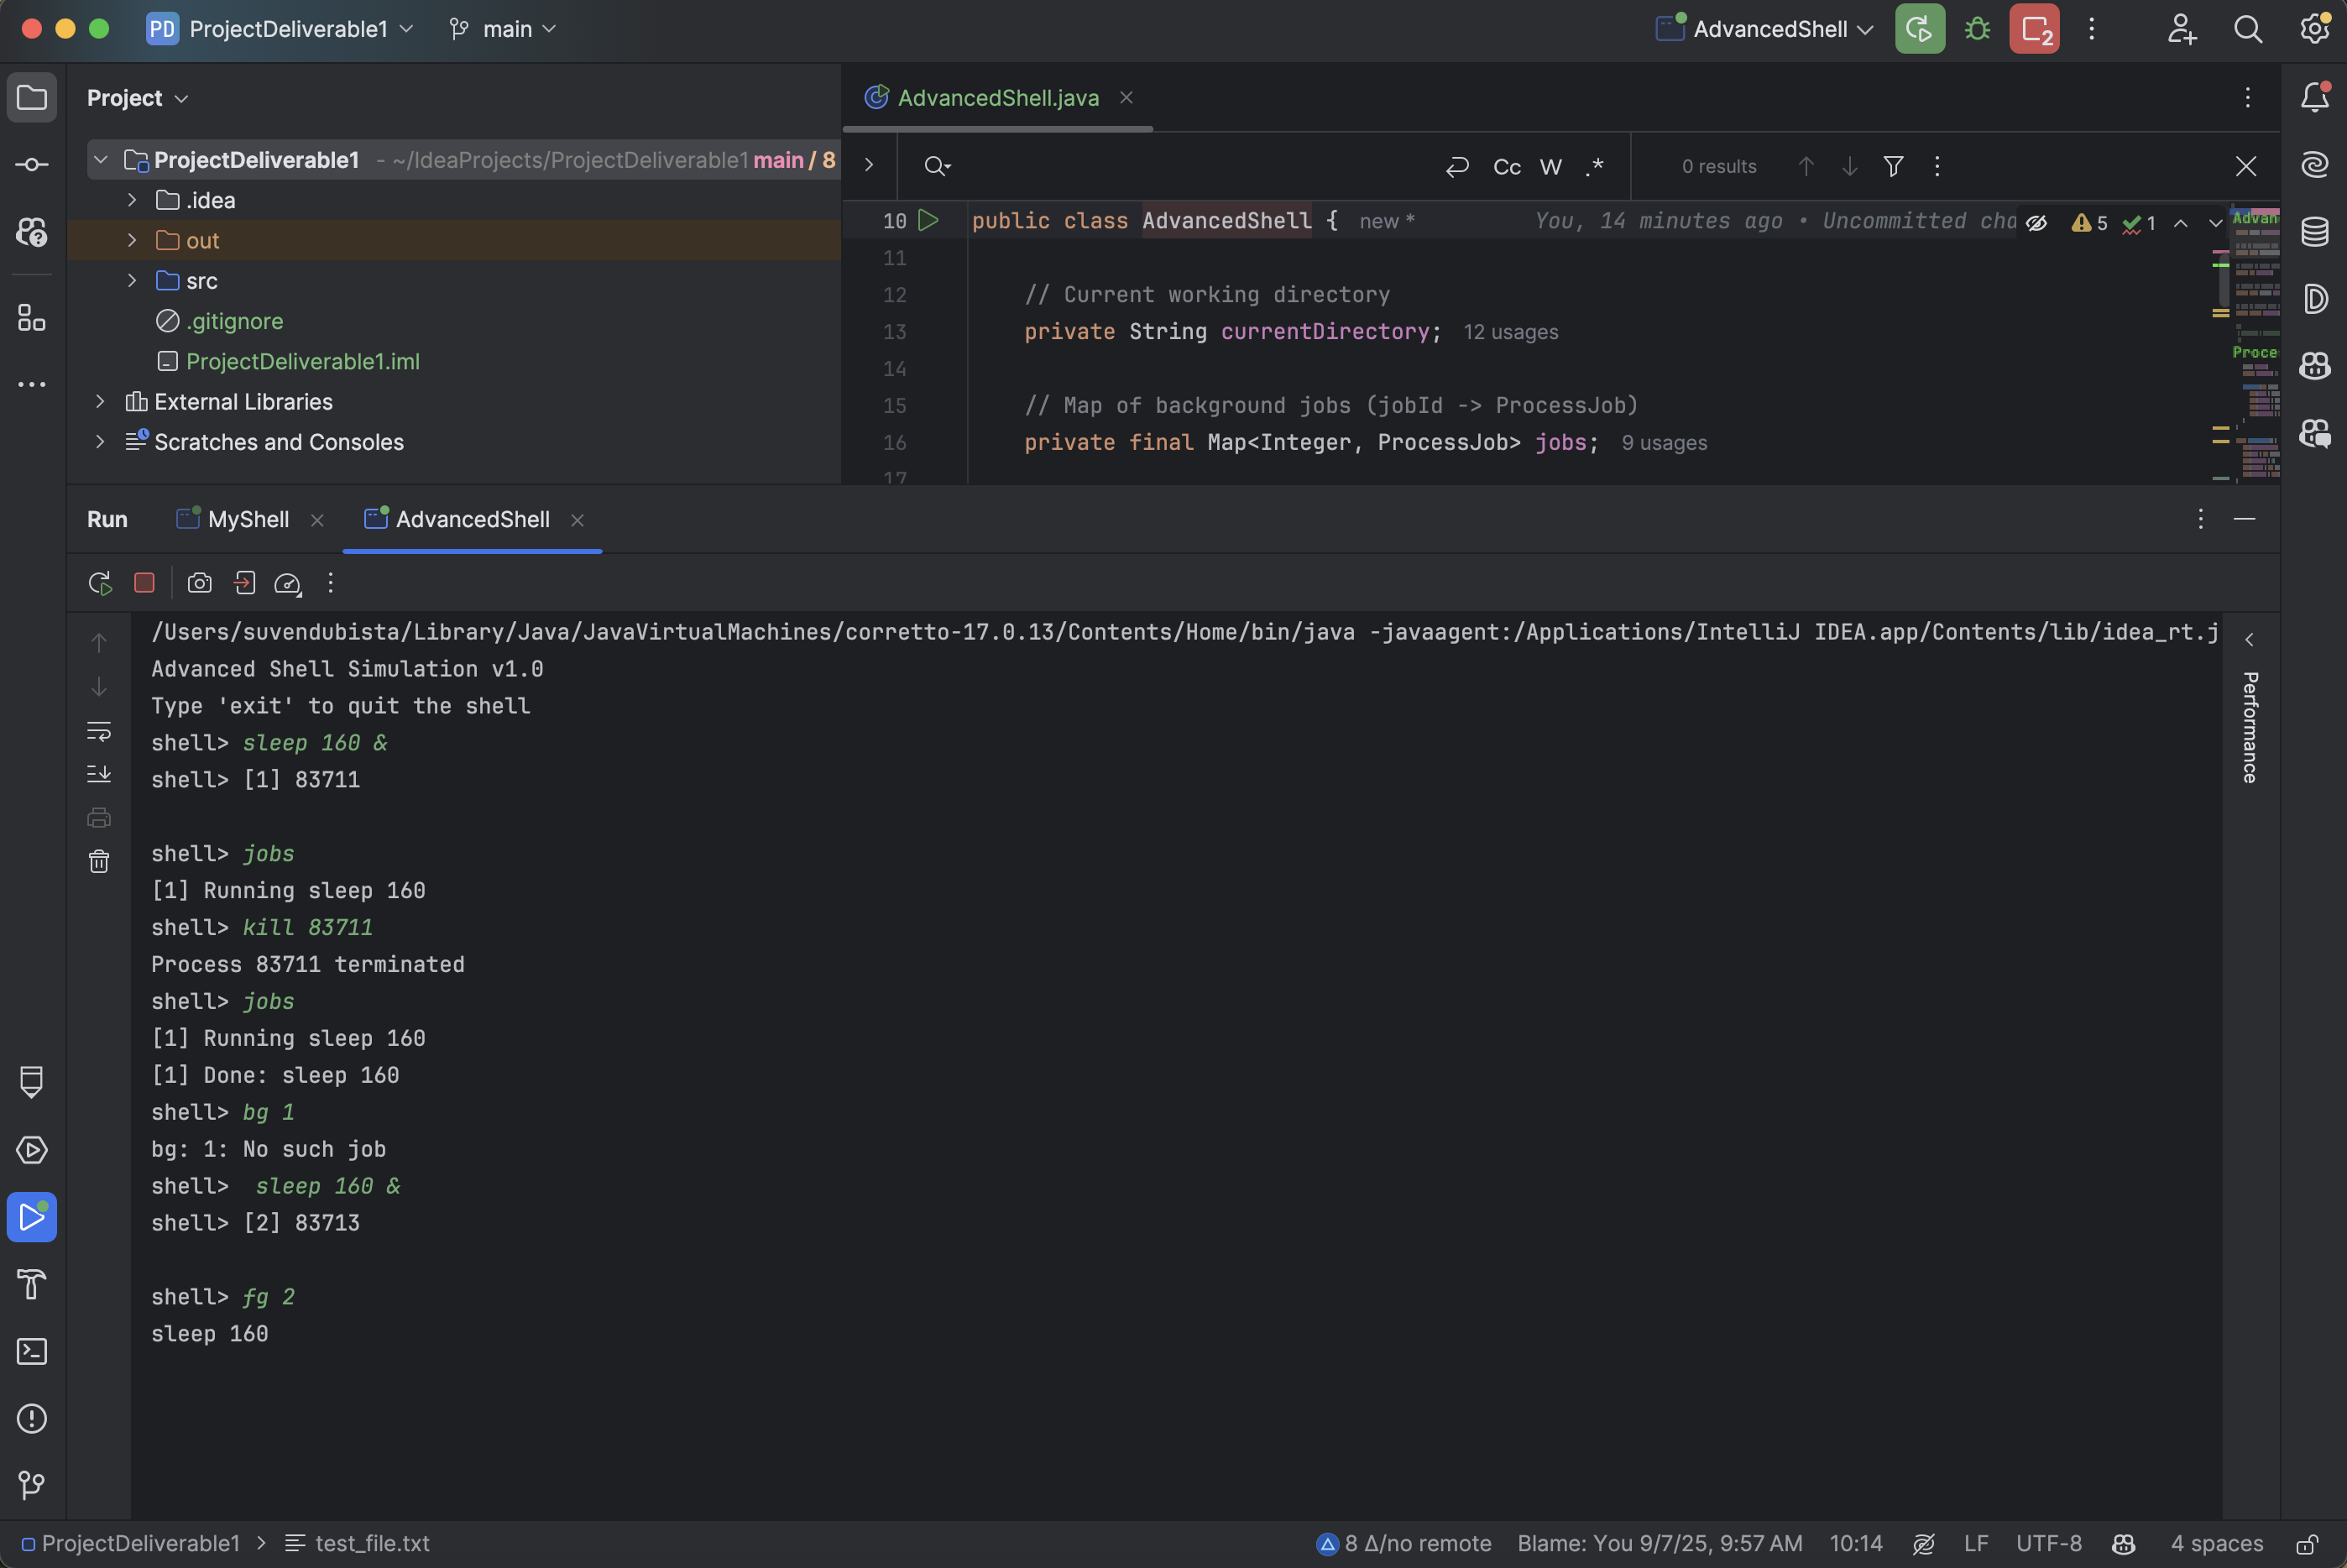 PD ProjectDeliverable1 main AdvancedShell 2
Project
ProjectDeliverable1 - ~/IdeaProjects/ProjectDeliverable1 main / 8
.idea
out
src
.gitignore
ProjectDeliverable1.iml
External Libraries
Scratches and Consoles
AdvancedShell.java
Cc W .* 0 results
10 public class AdvancedShell { new * You, 14 minutes ago • Uncommitted cha 5 1
11
12 // Current working directory
13 private String currentDirectory; 12 usages
14
15 // Map of background jobs (jobId -> ProcessJob)
16 private final Map<Integer, ProcessJob> jobs; 9 usages
17
Advan
Proce
Run MyShell AdvancedShell
/Users/suvendubista/Library/Java/JavaVirtualMachines/corretto-17.0.13/Contents/Home/bin/java -javaagent:/Applications/IntelliJ IDEA.app/Contents/lib/idea_rt.j
Advanced Shell Simulation v1.0
Type 'exit' to quit the shell
shell> sleep 160 &
shell> [1] 83711
shell> jobs
[1] Running sleep 160
shell> kill 83711
Process 83711 terminated
shell> jobs
[1] Running sleep 160
[1] Done: sleep 160
shell> bg 1
bg: 1: No such job
shell>  sleep 160 &
shell> [2] 83713
shell> fg 2
sleep 160
Performance
ProjectDeliverable1 > test_file.txt 8 Δ/no remote Blame: You 9/7/25, 9:57 AM 10:14 LF UTF-8 4 spaces